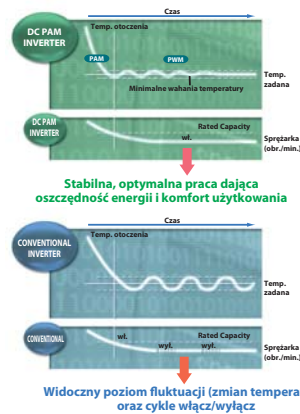 Czas
DC PAM
INVERTER
Temp. otoczenia
PAM
PWM
Minimalne wahania temperatury
Temp.
zadana
DC PAM
INVERTER
Rated Capacity
wł.
Sprężarka
(obr./min.)
Stabilna, optymalna praca dająca
oszczędność energii i komfort użytkowania
Czas
Temp. otoczenia
CONVENTIONAL
INVERTER
Temp.
zadana
CONVENTIONAL
wł.
wył.
Rated Capacity
wył.
Sprężarka
(obr./min.)
Widoczny poziom fluktuacji (zmian tempera
oraz cykle włącz/wyłącz